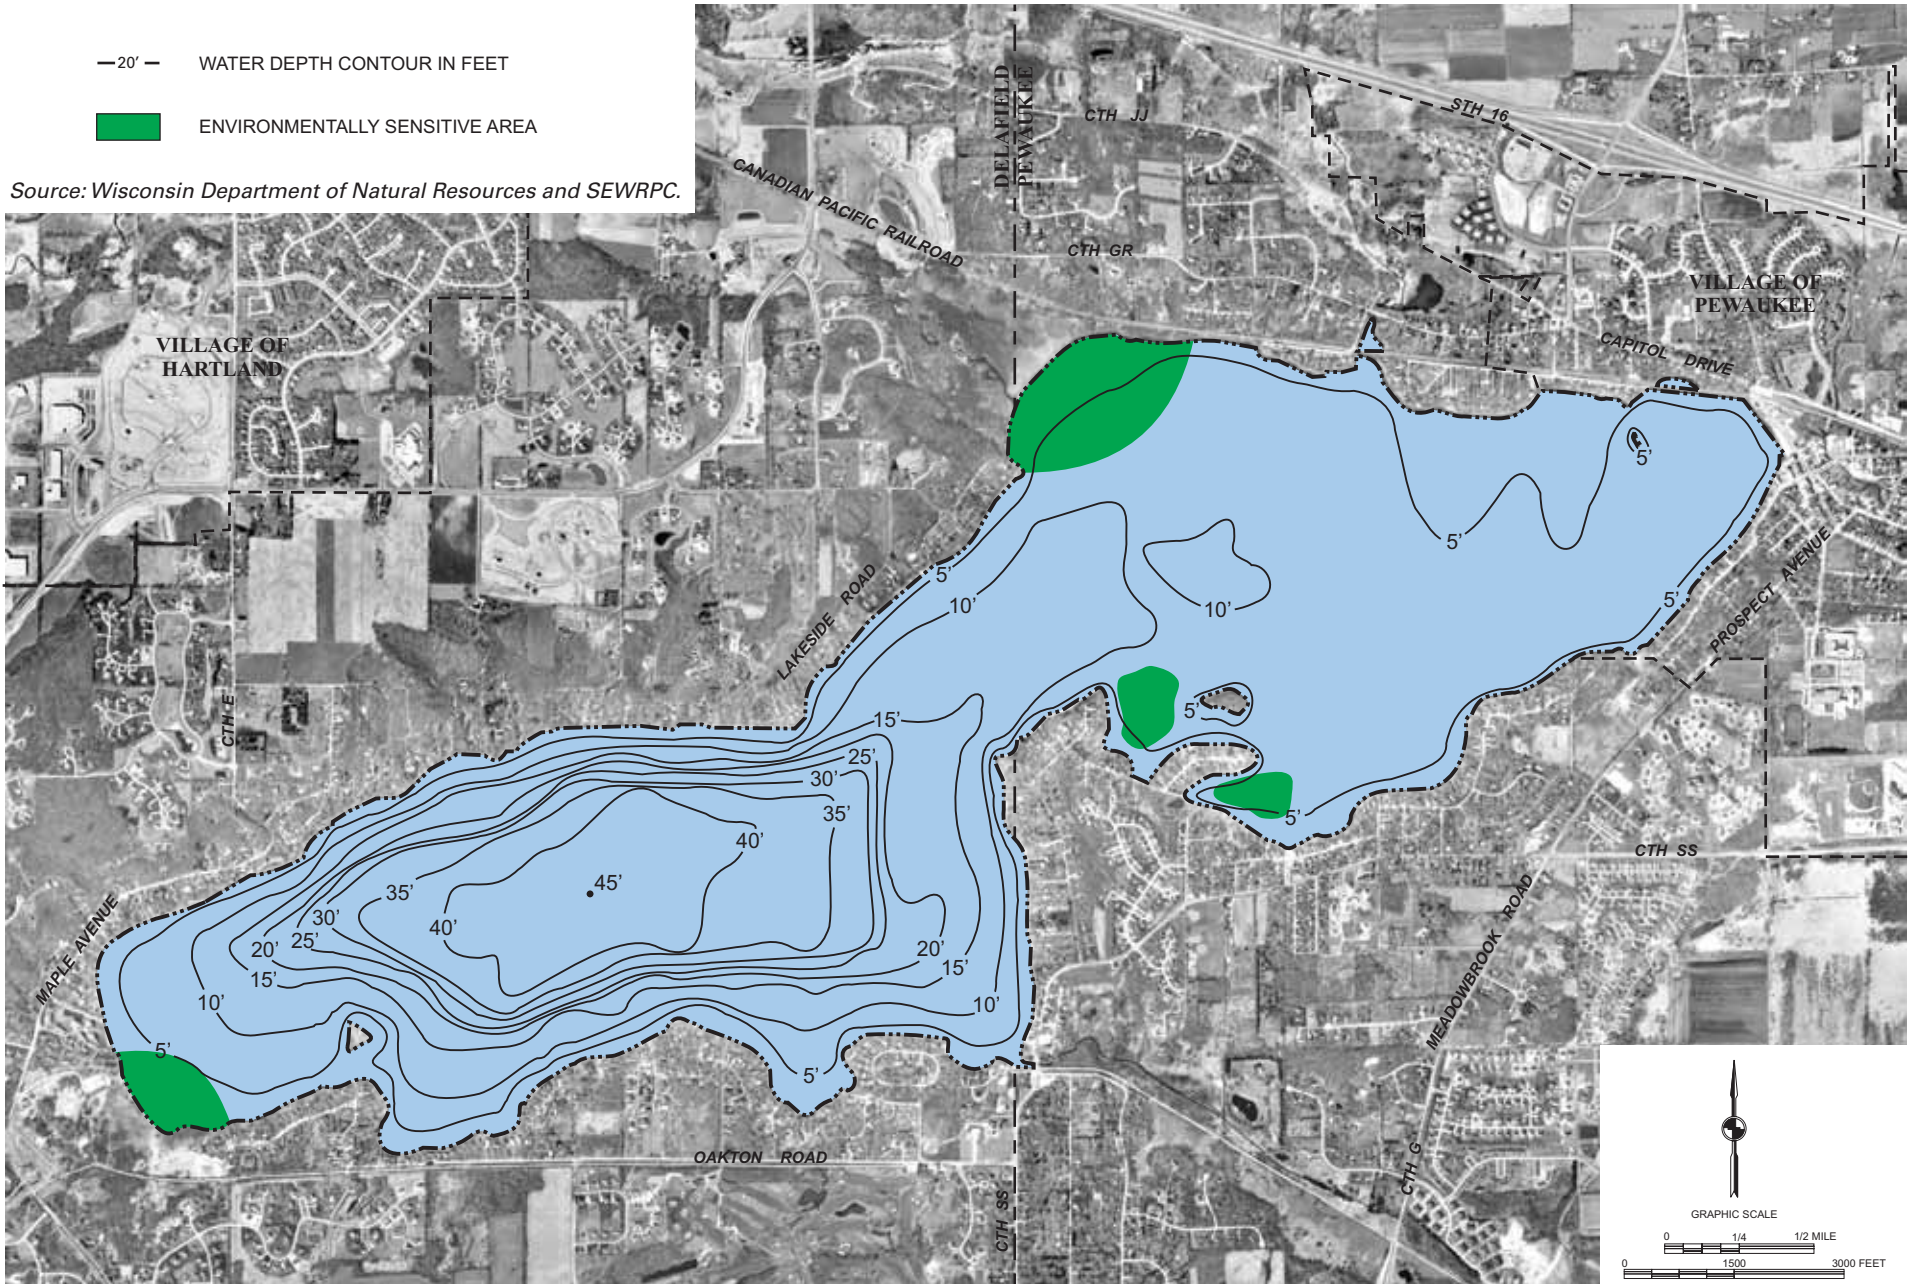 20'
WATER DEPTH CONTOUR IN FEET
ENVIRONMENTALLY SENSITIVE AREA
Source: Wisconsin Department of Natural Resources and SEWRPC.
DELAFIELD
PEWAUKEE
CTH JJ
STH 16
CANADIAN PACIFIC RAILROAD
CTH GR
VILLAGE OF
PEWAUKEE
VILLAGE OF
HARTLAND
CAPITOL DRIVE
5'
5'
5'
10'
10'
5'
PROSPECT AVENUE
LAKESIDE ROAD
CTH E
5'
15'
25'
30'
35'
40'
5'
CTH SS
45'
35'
40'
30'
25'
20'
15'
10'
20'
15'
10'
MAPLE AVENUE
MEADOWBROOK ROAD
5'
5'
OAKTON ROAD
CTH SS
CTH G
GRAPHIC SCALE
0 1/4 1/2 MILE
0 1500 3000 FEET